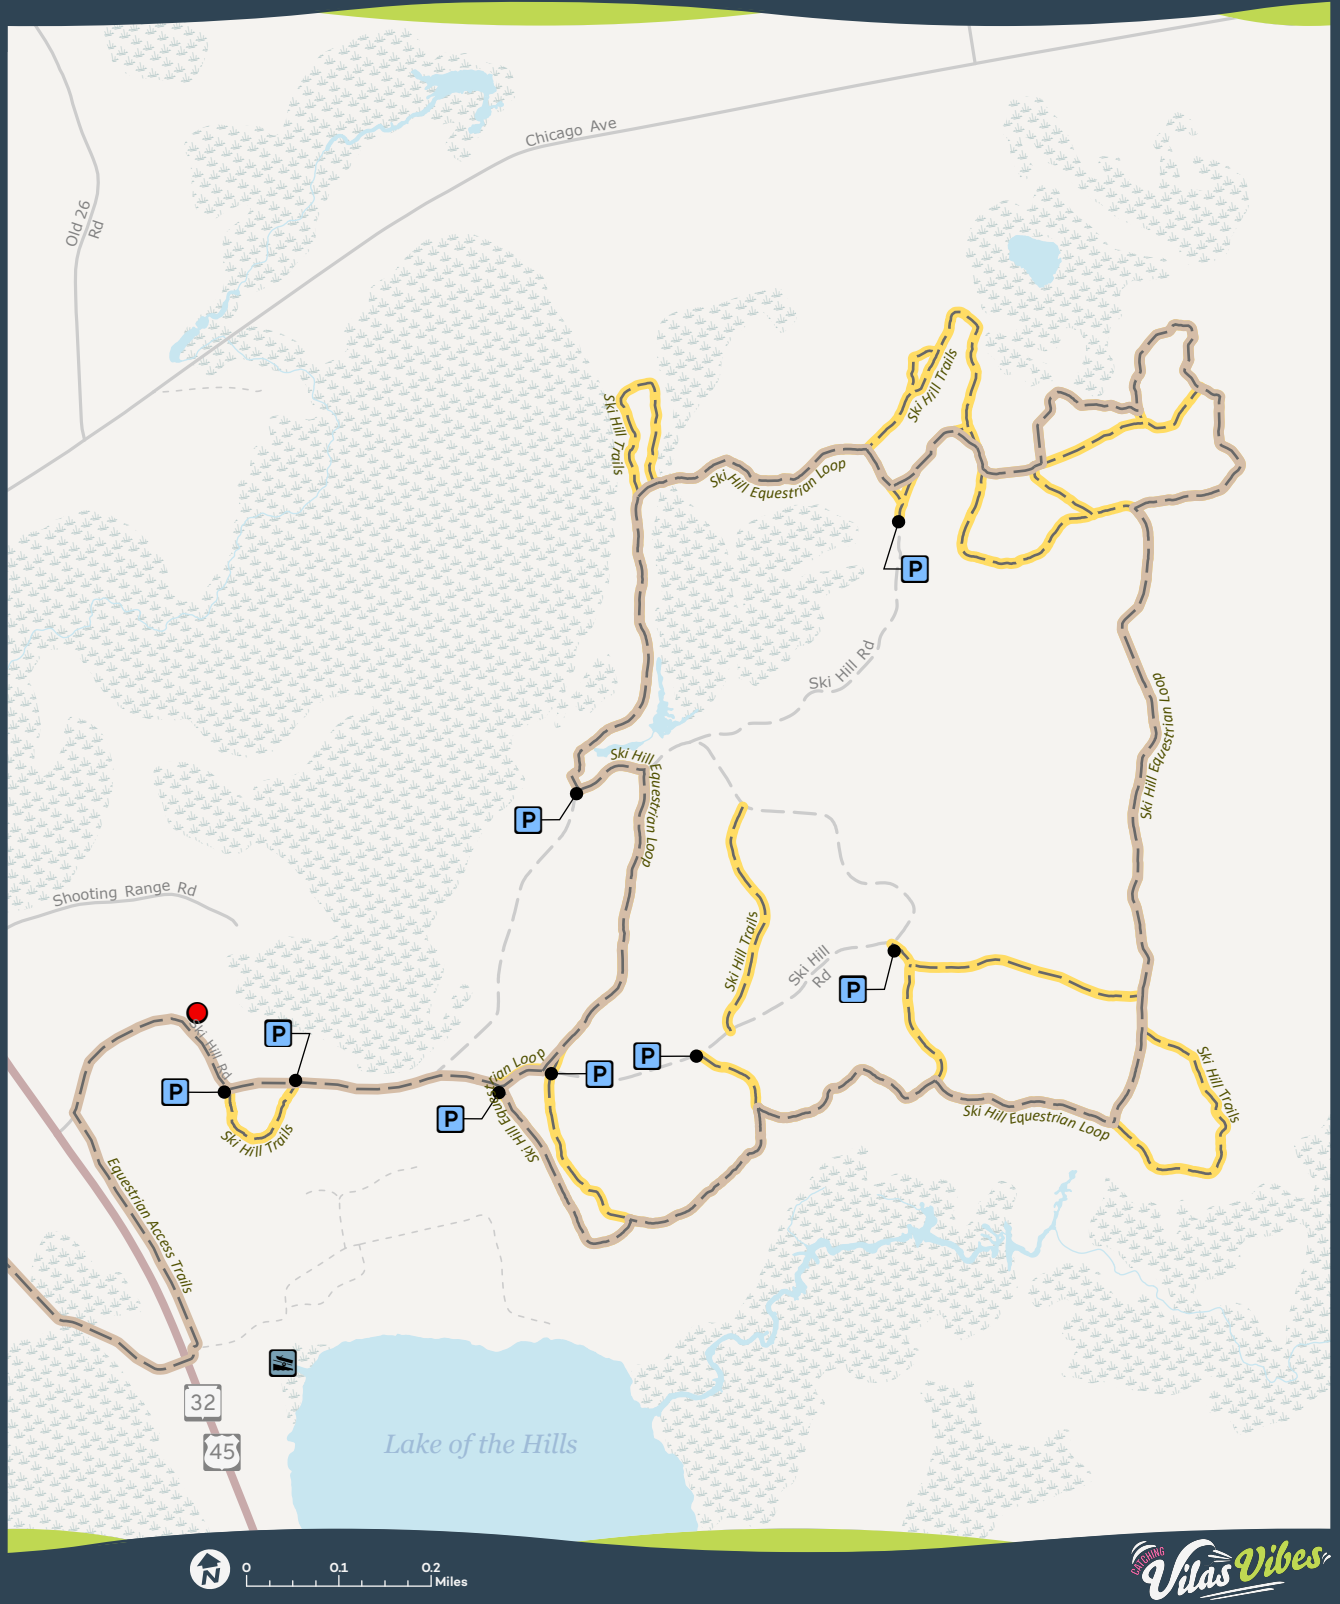 Chicago Ave
Old 26
Rd
Ski Hill Trails
Ski Hill Trails
Ski Hill Equestrian Loop
P
Ski Hill Rd
Ski Hill Equestrian Loop
Ski Hill Equestrian Loop
P
Shooting Range Rd
Ski Hill Trails
Ski Hill
Rd
P
Ski Hill Rd
P
P
P
P
P
Ski Hill Equestrian Loop
Ski Hill Trails
Ski Hill Equestrian Loop
Ski Hill Trails
Equestrian Access Trails
32
45
Lake of the Hills
N
0 0.1 0.2
Miles
CATCHING
Vilas Vibes